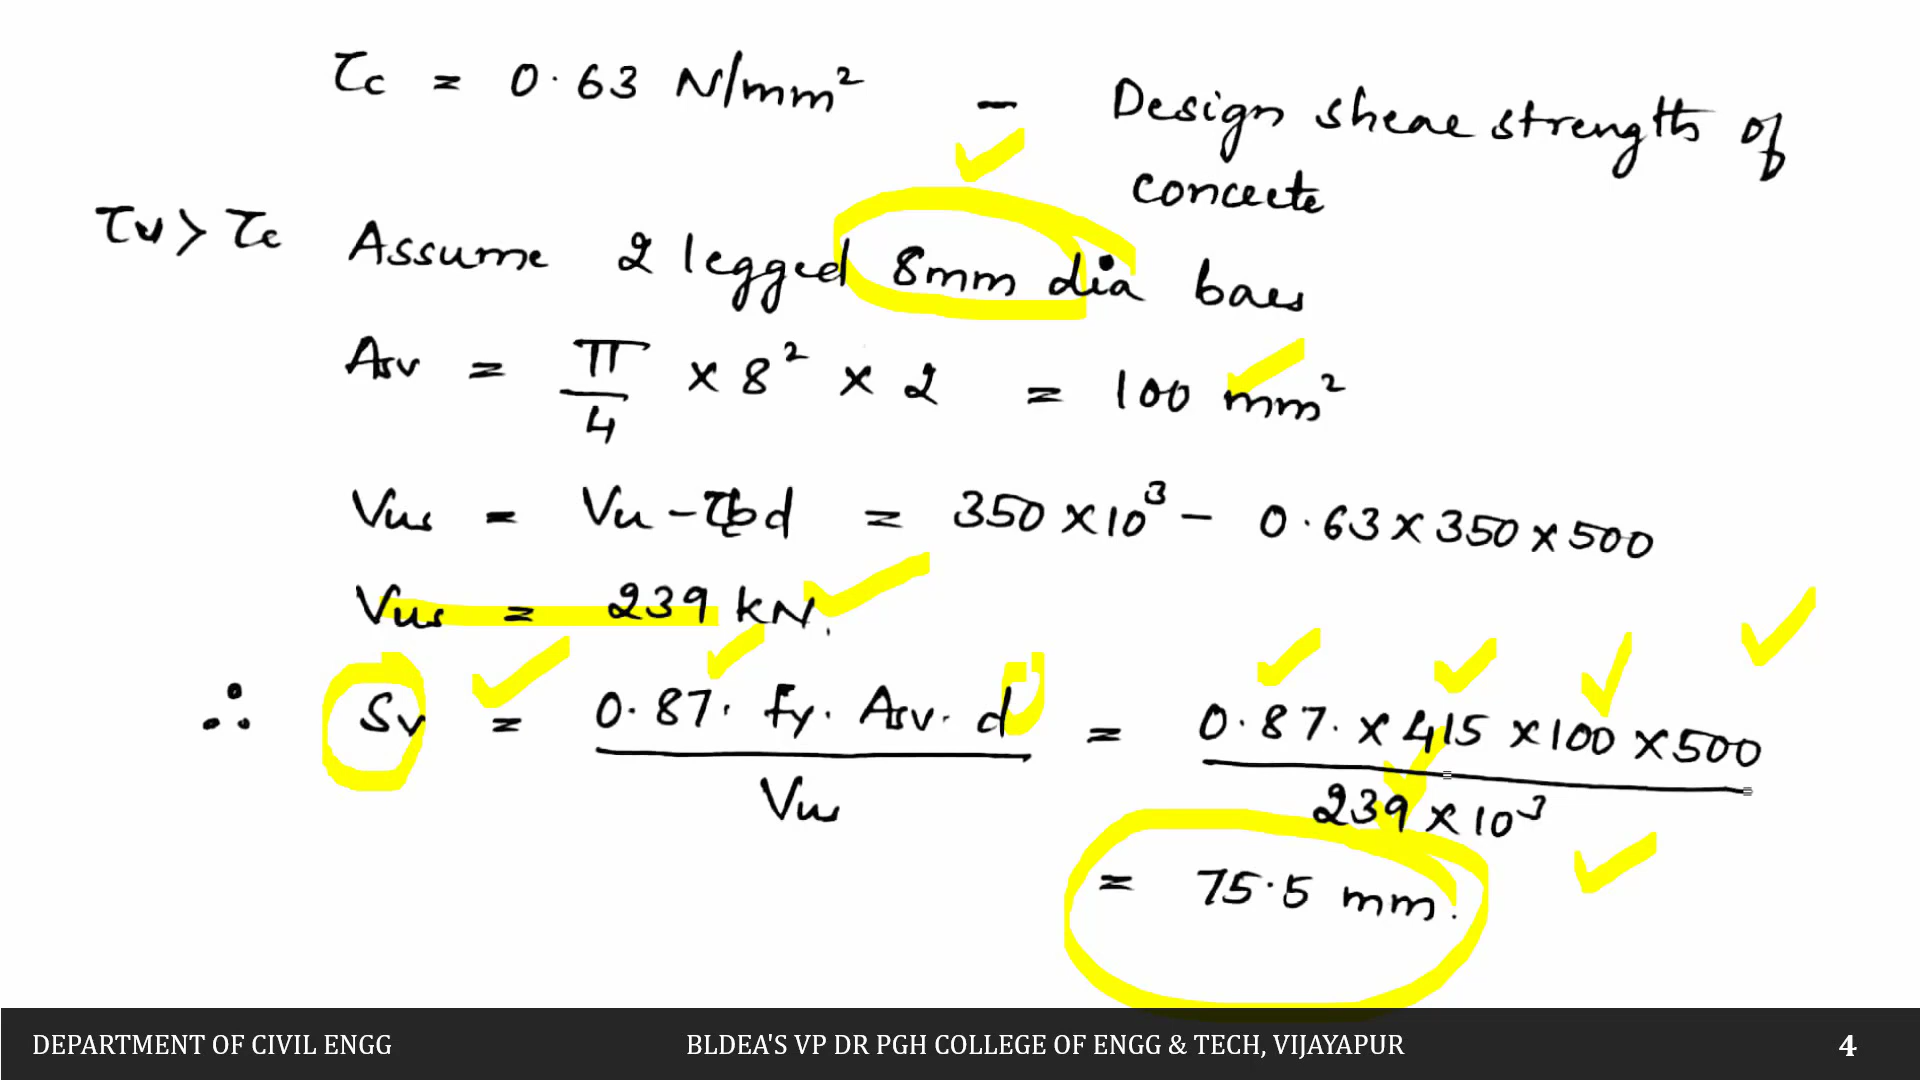 τc = 0.63 N/mm² — Design shear strength of
concrete
τv > τc Assume 2 legged 8mm dia bars
Asv = π/4 × 8² × 2 = 100 mm²
Vus = Vu - τcbd = 350 × 10³ - 0.63 × 350 × 500
Vus = 239 kN.
∴ Sv = 0.87. Fy. Asv. d / Vus = 0.87. × 415 × 100 × 500 / 239 × 10³
= 75.5 mm.
DEPARTMENT OF CIVIL ENGG BLDEA'S VP DR PGH COLLEGE OF ENGG & TECH, VIJAYAPUR 4